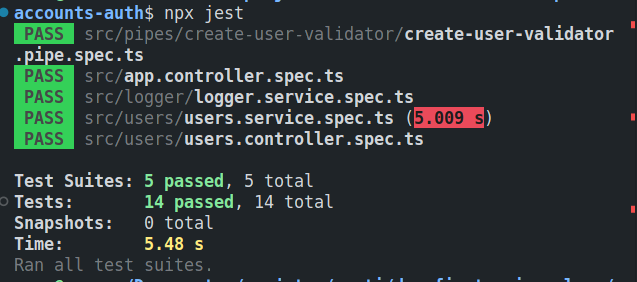 accounts-auth$ npx jest
PASS src/pipes/create-user-validator/create-user-validator
.pipe.spec.ts
PASS src/app.controller.spec.ts
PASS src/logger/logger.service.spec.ts
PASS src/users/users.service.spec.ts (5.009 s)
PASS src/users/users.controller.spec.ts
Test Suites: 5 passed, 5 total
Tests: 14 passed, 14 total
Snapshots: 0 total
Time: 5.48 s
Ran all test suites.